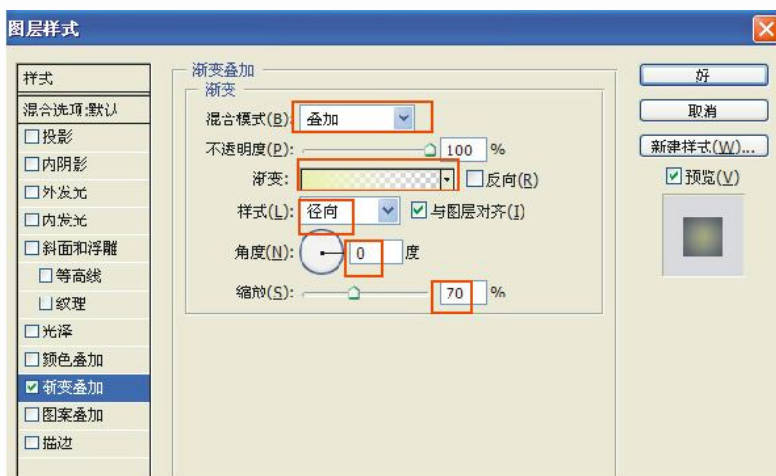 图层样式
样式
混合选项:默认
投影
内阴影
外发光
内发光
斜面和浮雕
等高线
纹理
光泽
颜色叠加
渐变叠加
图案叠加
描边
渐变叠加
渐变
混合模式(B): 叠加
不透明度(P): 100 %
渐变: 反向(R)
样式(L): 径向 与图层对齐(I)
角度(N): 0 度
缩放(S): 70 %
好
取消
新建样式(W)...
预览(V)